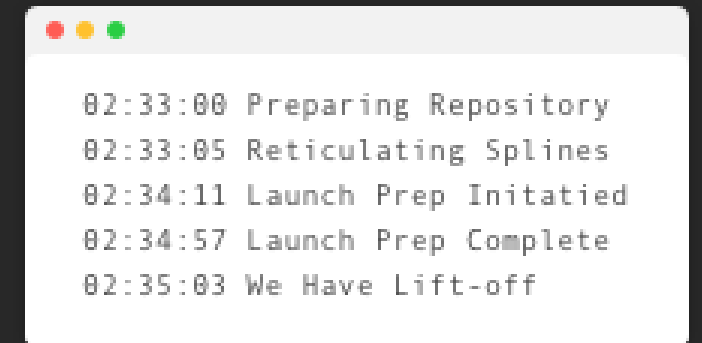 02:33:00 Preparing Repository
02:33:05 Reticulating Splines
02:34:11 Launch Prep Initatied
02:34:57 Launch Prep Complete
02:35:03 We Have Lift-off